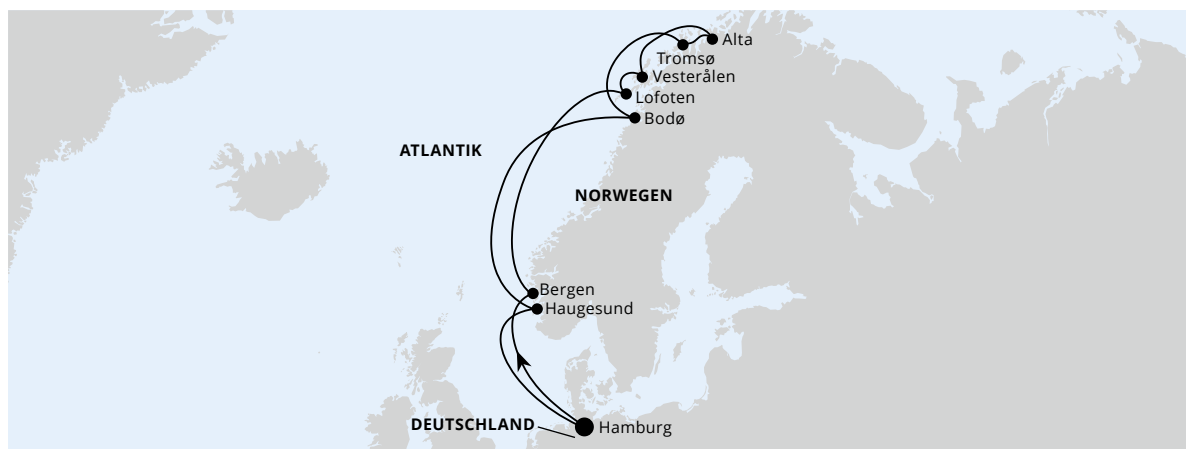 Alta
Tromsø
Vesterålen
Lofoten
Bodø
ATLANTIK
NORWEGEN
Bergen
Haugesund
DEUTSCHLAND
Hamburg